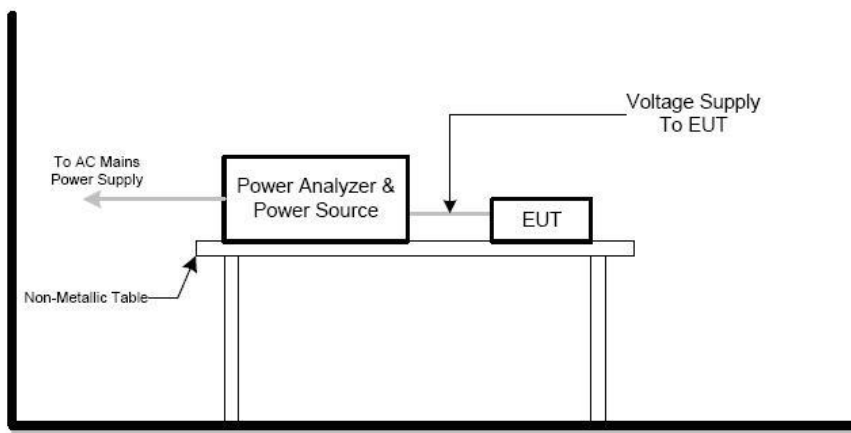 Voltage Supply
To EUT
To AC Mains
Power Supply
Power Analyzer &
Power Source
EUT
Non-Metallic Table